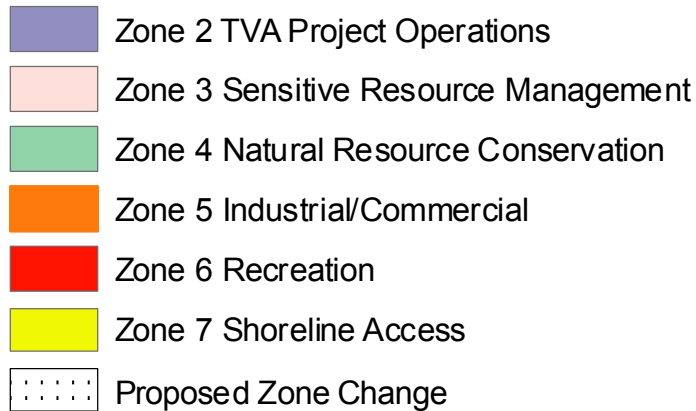 Zone 2 TVA Project Operations
Zone 3 Sensitive Resource Management
Zone 4 Natural Resource Conservation
Zone 5 Industrial/Commercial
Zone 6 Recreation
Zone 7 Shoreline Access
Proposed Zone Change